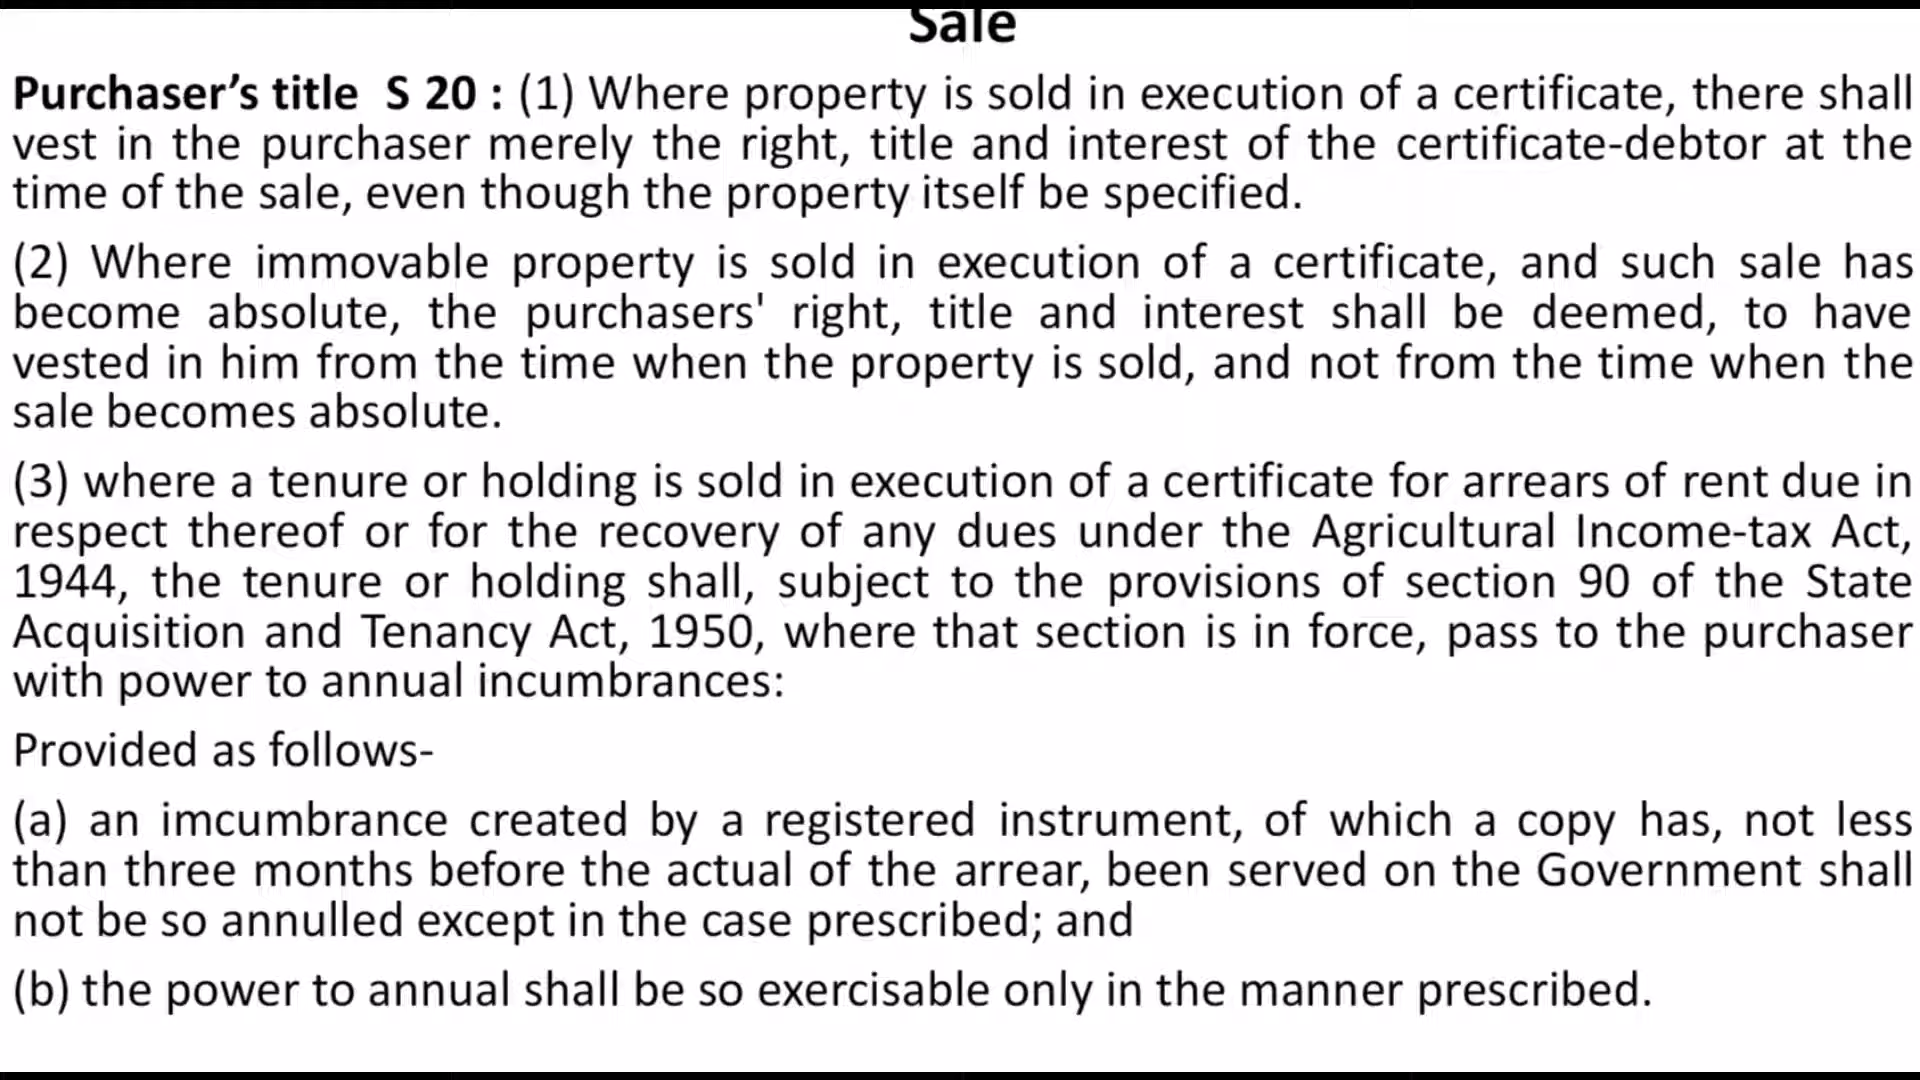 Sale
Purchaser’s title S 20 : (1) Where property is sold in execution of a certificate, there shall
vest in the purchaser merely the right, title and interest of the certificate-debtor at the
time of the sale, even though the property itself be specified.
(2) Where immovable property is sold in execution of a certificate, and such sale has
become absolute, the purchasers' right, title and interest shall be deemed, to have
vested in him from the time when the property is sold, and not from the time when the
sale becomes absolute.
(3) where a tenure or holding is sold in execution of a certificate for arrears of rent due in
respect thereof or for the recovery of any dues under the Agricultural Income-tax Act,
1944, the tenure or holding shall, subject to the provisions of section 90 of the State
Acquisition and Tenancy Act, 1950, where that section is in force, pass to the purchaser
with power to annual incumbrances:
Provided as follows-
(a) an imcumbrance created by a registered instrument, of which a copy has, not less
than three months before the actual of the arrear, been served on the Government shall
not be so annulled except in the case prescribed; and
(b) the power to annual shall be so exercisable only in the manner prescribed.